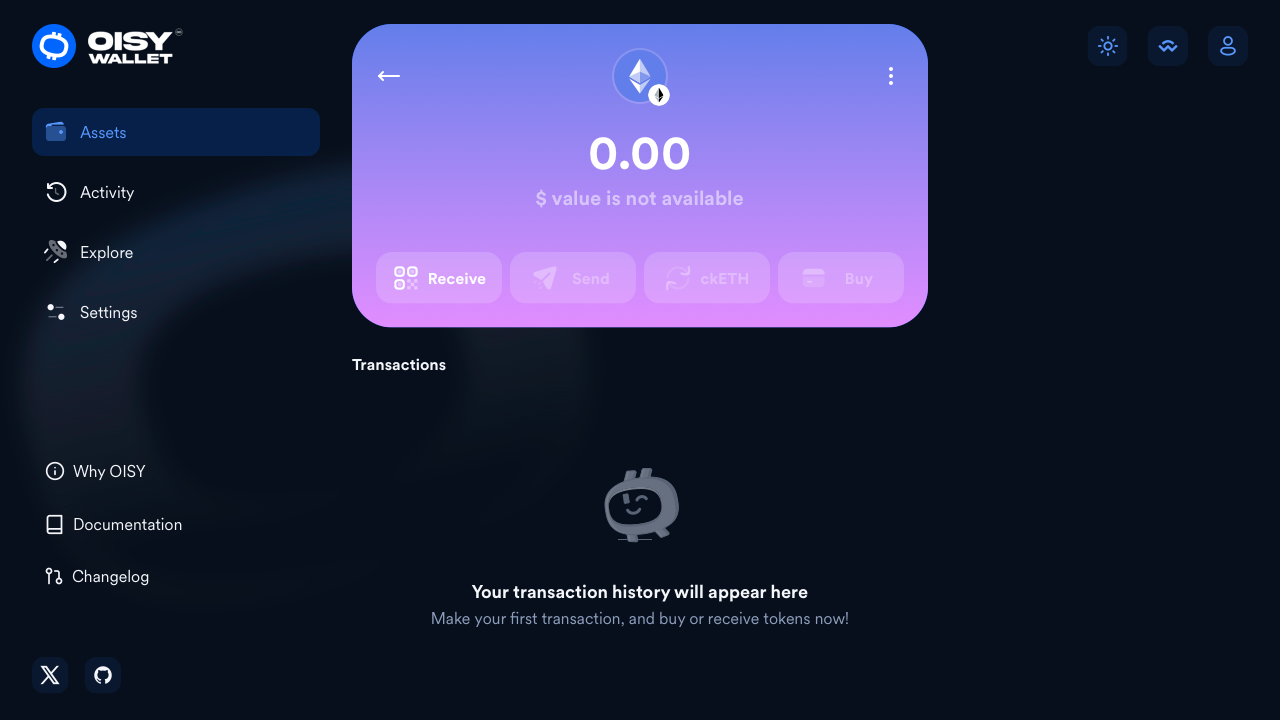 OISY
WALLET
Assets
Activity
Explore
Settings
Why OISY
Documentation
Changelog
0.00
$ value is not available
Receive
Send
ckETH
Buy
Transactions
Your transaction history will appear here
Make your first transaction, and buy or receive tokens now!